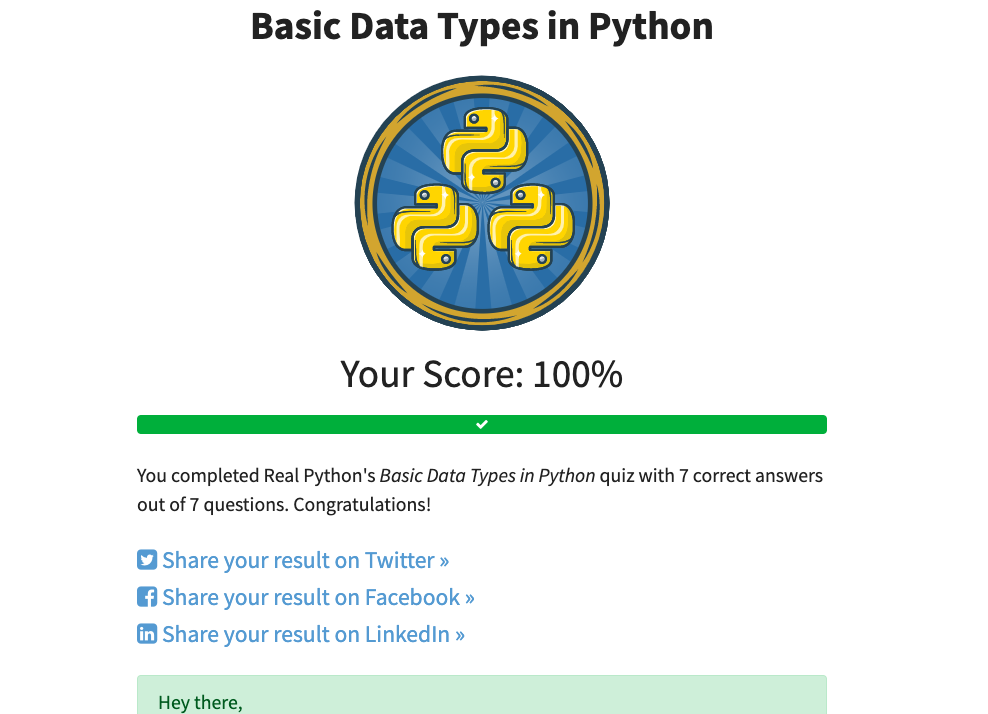 Basic Data Types in Python
Your Score: 100%
You completed Real Python's Basic Data Types in Python quiz with 7 correct answers
out of 7 questions. Congratulations!
Share your result on Twitter »
Share your result on Facebook »
Share your result on LinkedIn »
Hey there,